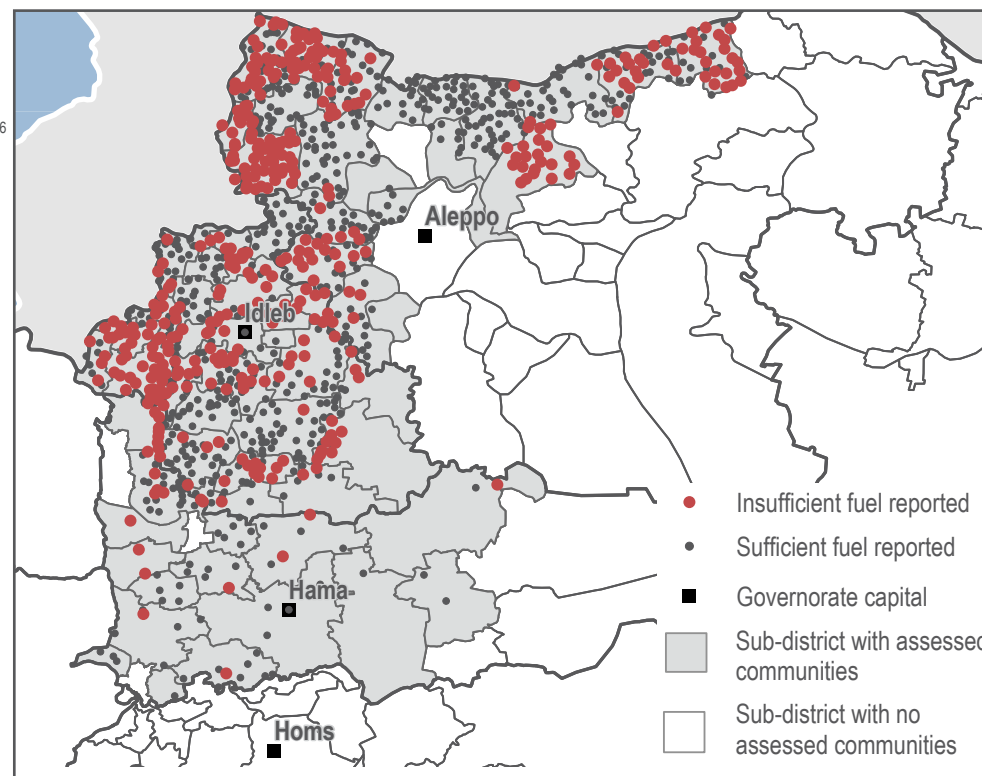 6
Aleppo
Idleb
Insufficient fuel reported
Sufficient fuel reported
Hama-
Governorate capital
Sub-district with assessed
communities
Sub-district with no
assessed communities
Homs